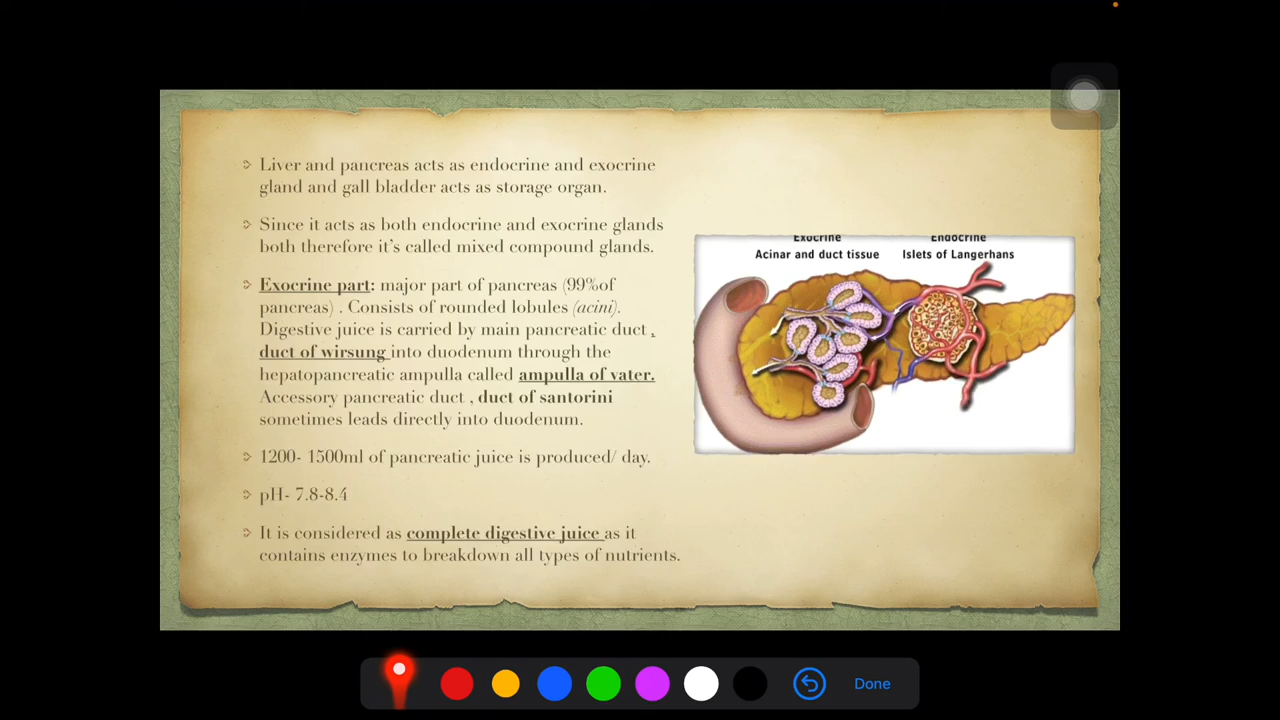 Liver and pancreas acts as endocrine and exocrine
gland and gall bladder acts as storage organ.
Since it acts as both endocrine and exocrine glands
both therefore it's called mixed compound glands.
Exocrine part: major part of pancreas (99%of
pancreas) . Consists of rounded lobules (acini).
Digestive juice is carried by main pancreatic duct ,
duct of wirsung into duodenum through the
hepatopancreatic ampulla called ampulla of vater.
Accessory pancreatic duct , duct of santorini
sometimes leads directly into duodenum.
1200- 1500ml of pancreatic juice is produced/ day.
pH- 7.8-8.4
It is considered as complete digestive juice as it
contains enzymes to breakdown all types of nutrients.
Exocrine
Acinar and duct tissue
Endocrine
Islets of Langerhans
Done